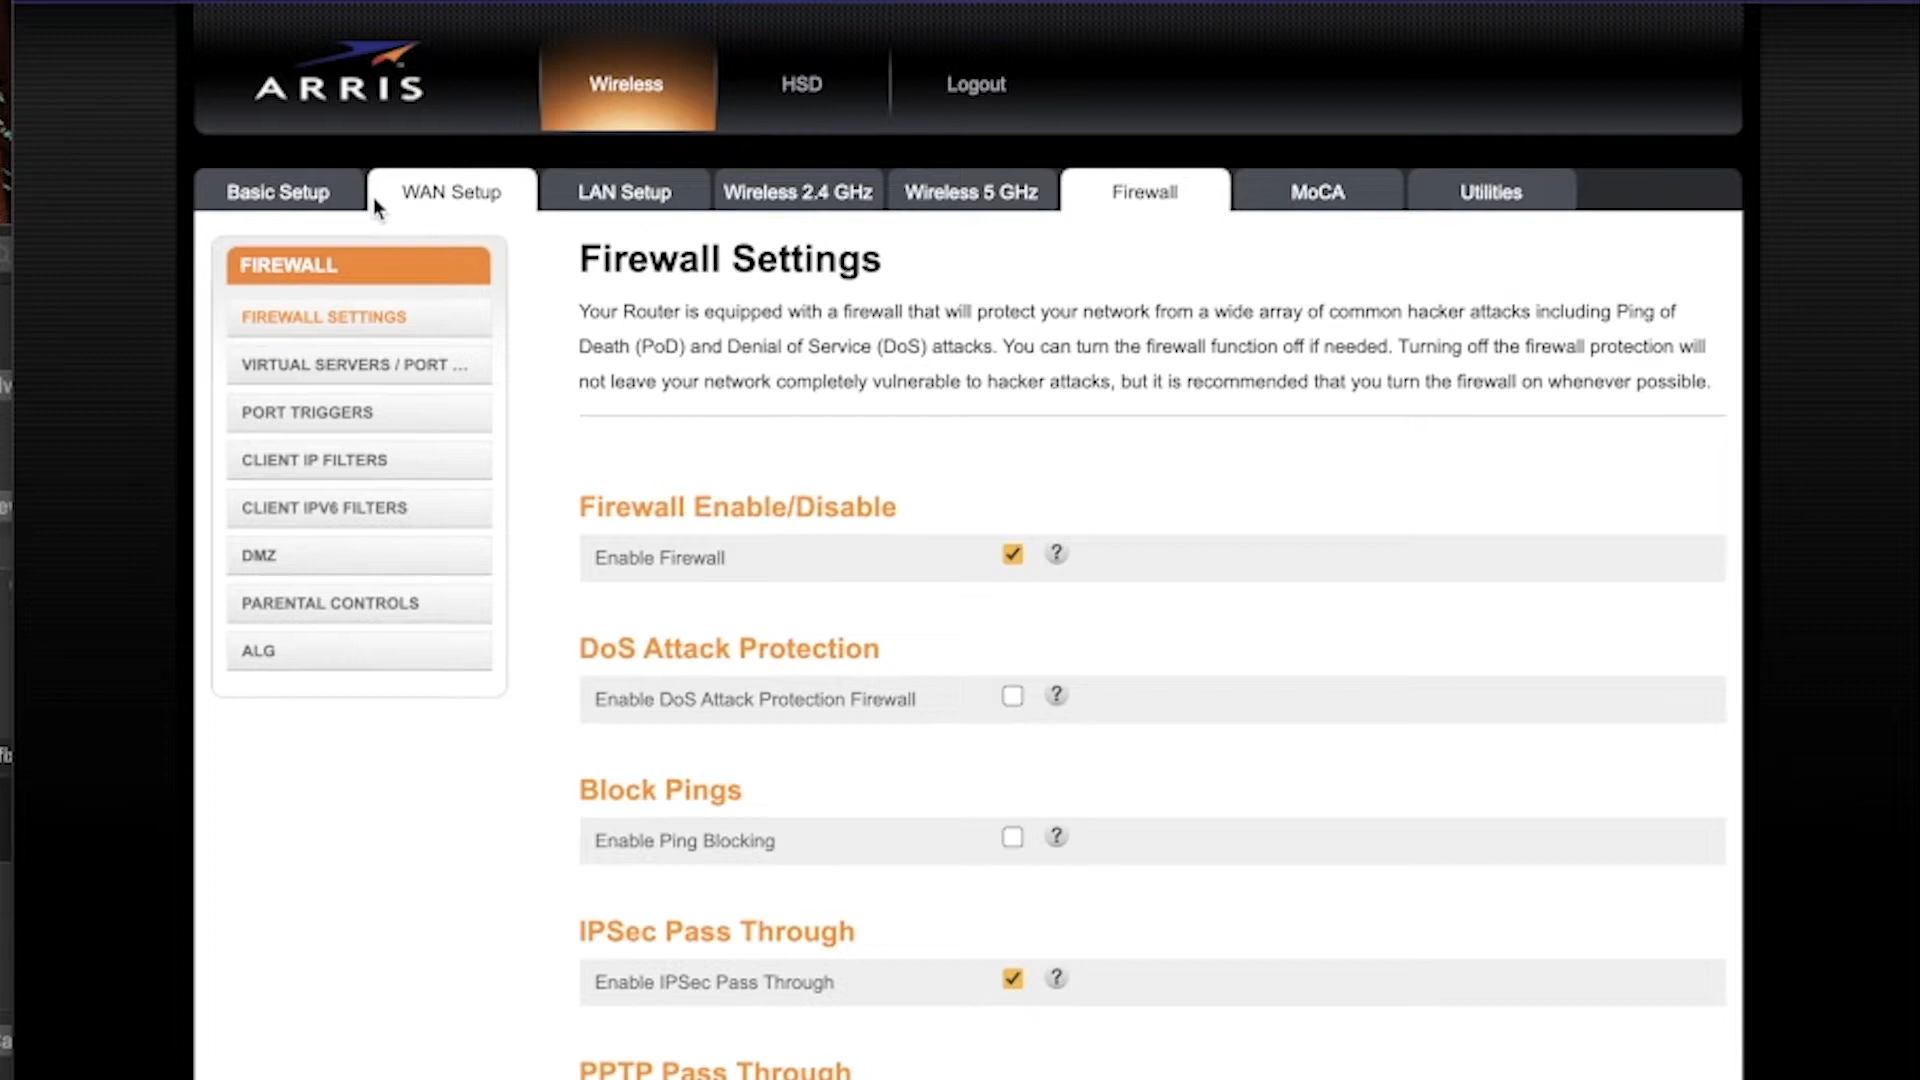 ARRIS
Wireless
HSD
Logout
Basic Setup
WAN Setup
LAN Setup
Wireless 2.4 GHz
Wireless 5 GHz
Firewall
MoCA
Utilities
FIREWALL
FIREWALL SETTINGS
VIRTUAL SERVERS / PORT ...
PORT TRIGGERS
CLIENT IP FILTERS
CLIENT IPV6 FILTERS
DMZ
PARENTAL CONTROLS
ALG
Firewall Settings
Your Router is equipped with a firewall that will protect your network from a wide array of common hacker attacks including Ping of
Death (PoD) and Denial of Service (DoS) attacks. You can turn the firewall function off if needed. Turning off the firewall protection will
not leave your network completely vulnerable to hacker attacks, but it is recommended that you turn the firewall on whenever possible.
Firewall Enable/Disable
Enable Firewall ?
DoS Attack Protection
Enable DoS Attack Protection Firewall ?
Block Pings
Enable Ping Blocking ?
IPSec Pass Through
Enable IPSec Pass Through ?
PPTP Pass Through